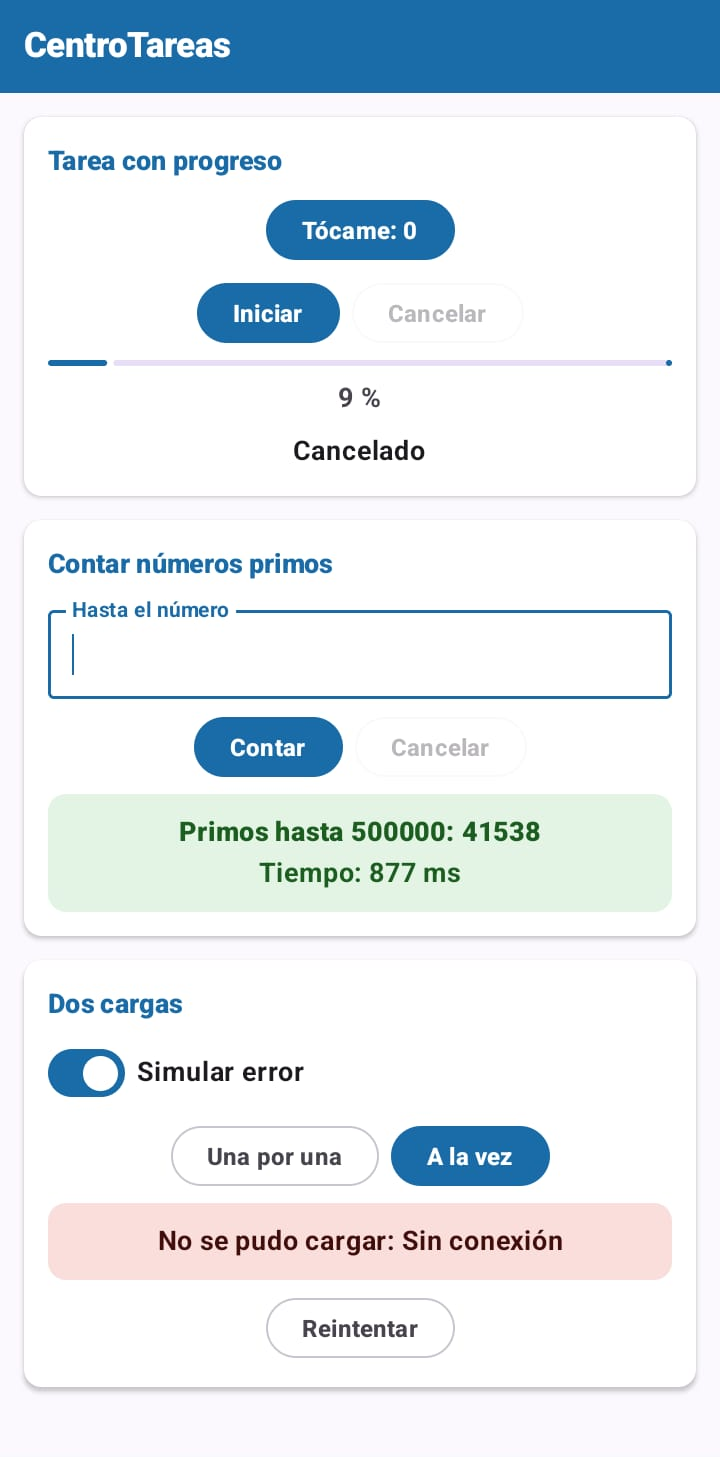 CentroTareas
Tarea con progreso
Tócame: 0
Iniciar
Cancelar
9 %
Cancelado
Contar números primos
Hasta el número
Contar
Cancelar
Primos hasta 500000: 41538
Tiempo: 877 ms
Dos cargas
Simular error
Una por una
A la vez
No se pudo cargar: Sin conexión
Reintentar